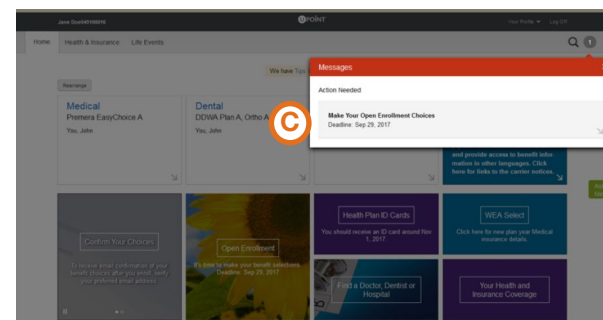 Jane Doe049100016
UPOINT
Your Profile
Log Off
Home
Health & Insurance
Life Events
1
We have Tips
Messages
Action Needed
Make Your Open Enrollment Choices
Deadline: Sep 29, 2017
C
Rearrange
Medical
Premera EasyChoice A
You, John
Dental
DDWA Plan A, Ortho A
You, John
and provide access to benefit infor-
mation in other languages. Click
here for links to the carrier notices.
Confirm Your Choices
To receive email confirmation of your
benefit choices after you enroll, verify
your preferred email address.
Open Enrollment
It's time to make your benefit selections.
Deadline: Sep 29, 2017
Health Plan ID Cards
You should receive an ID card around Nov
1, 2017.
WEA Select
Click here for new plan year Medical
insurance details.
Find a Doctor, Dentist or
Hospital
Your Health and
Insurance Coverage